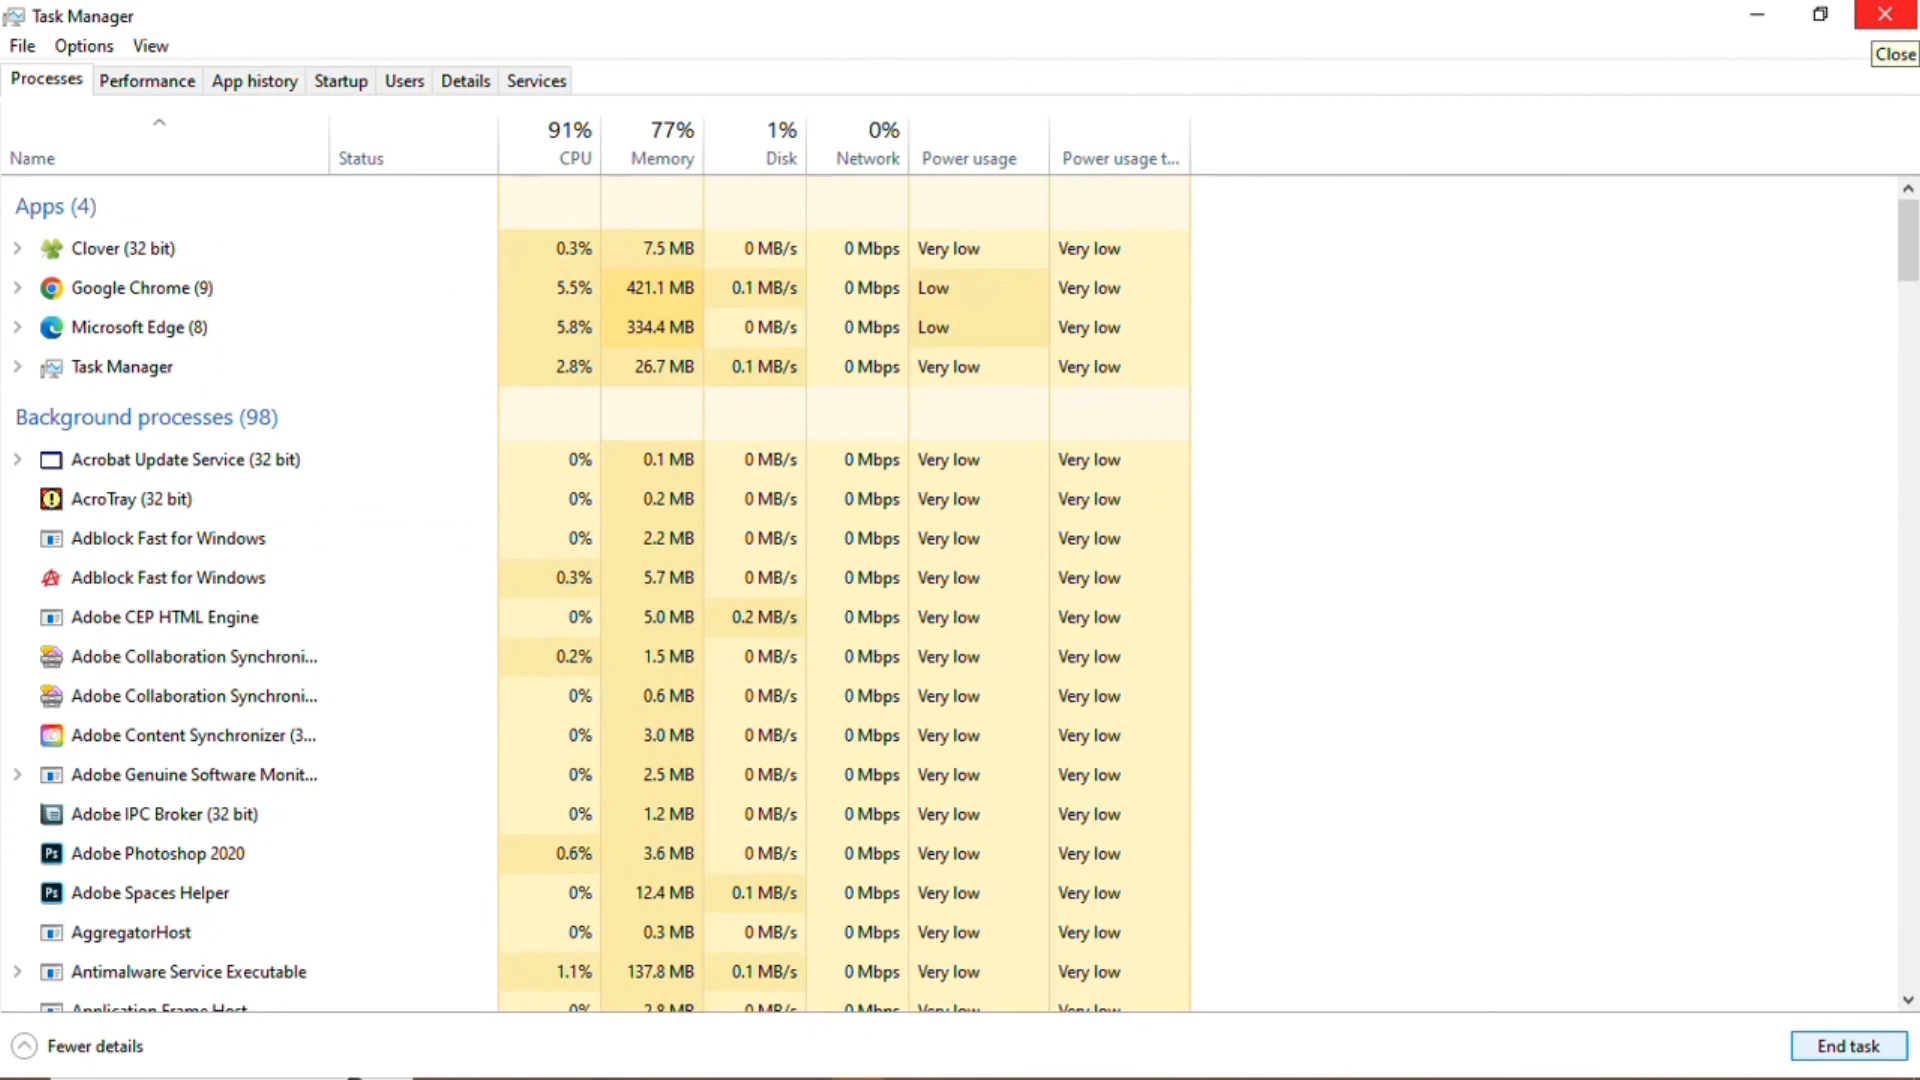 Task Manager
File Options View
Close
Processes Performance App history Startup Users Details Services
91% 77% 1% 0%
Name Status CPU Memory Disk Network Power usage Power usage t...
Apps (4)
Clover (32 bit) 0.3% 7.5 MB 0 MB/s 0 Mbps Very low Very low
Google Chrome (9) 5.5% 421.1 MB 0.1 MB/s 0 Mbps Low Very low
Microsoft Edge (8) 5.8% 334.4 MB 0 MB/s 0 Mbps Low Very low
Task Manager 2.8% 26.7 MB 0.1 MB/s 0 Mbps Very low Very low
Background processes (98)
Acrobat Update Service (32 bit) 0% 0.1 MB 0 MB/s 0 Mbps Very low Very low
AcroTray (32 bit) 0% 0.2 MB 0 MB/s 0 Mbps Very low Very low
Adblock Fast for Windows 0% 2.2 MB 0 MB/s 0 Mbps Very low Very low
Adblock Fast for Windows 0.3% 5.7 MB 0 MB/s 0 Mbps Very low Very low
Adobe CEP HTML Engine 0% 5.0 MB 0.2 MB/s 0 Mbps Very low Very low
Adobe Collaboration Synchroni... 0.2% 1.5 MB 0 MB/s 0 Mbps Very low Very low
Adobe Collaboration Synchroni... 0% 0.6 MB 0 MB/s 0 Mbps Very low Very low
Adobe Content Synchronizer (3... 0% 3.0 MB 0 MB/s 0 Mbps Very low Very low
Adobe Genuine Software Monit... 0% 2.5 MB 0 MB/s 0 Mbps Very low Very low
Adobe IPC Broker (32 bit) 0% 1.2 MB 0 MB/s 0 Mbps Very low Very low
Adobe Photoshop 2020 0.6% 3.6 MB 0 MB/s 0 Mbps Very low Very low
Adobe Spaces Helper 0% 12.4 MB 0.1 MB/s 0 Mbps Very low Very low
AggregatorHost 0% 0.3 MB 0 MB/s 0 Mbps Very low Very low
Antimalware Service Executable 1.1% 137.8 MB 0.1 MB/s 0 Mbps Very low Very low
Application Frame Host 0% 2.8 MB 0 MB/s 0 Mbps Very low Very low
Fewer details End task